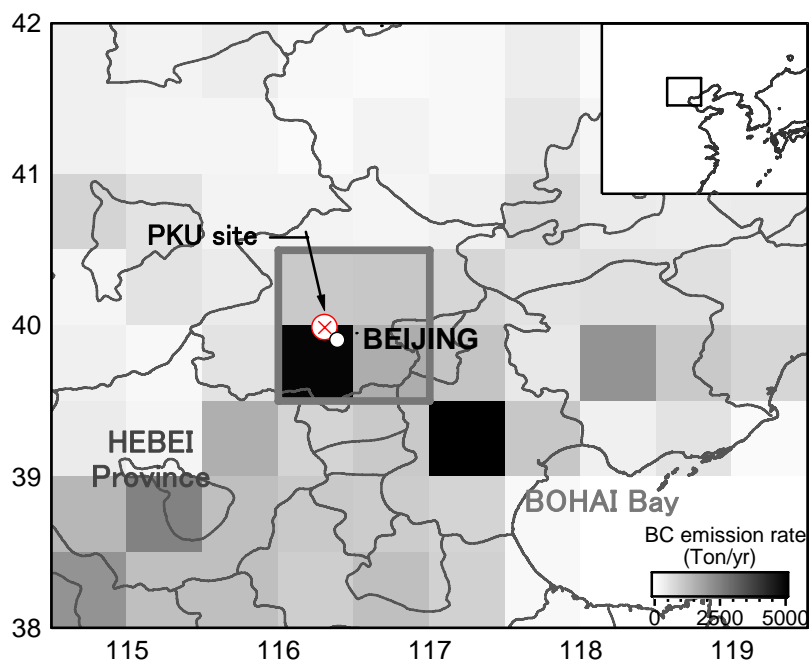 42
41
40
39
38
PKU site
BEIJING
HEBEI
Province
BOHAI Bay
BC emission rate
(Ton/yr)
0 2500 5000
115 116 117 118 119